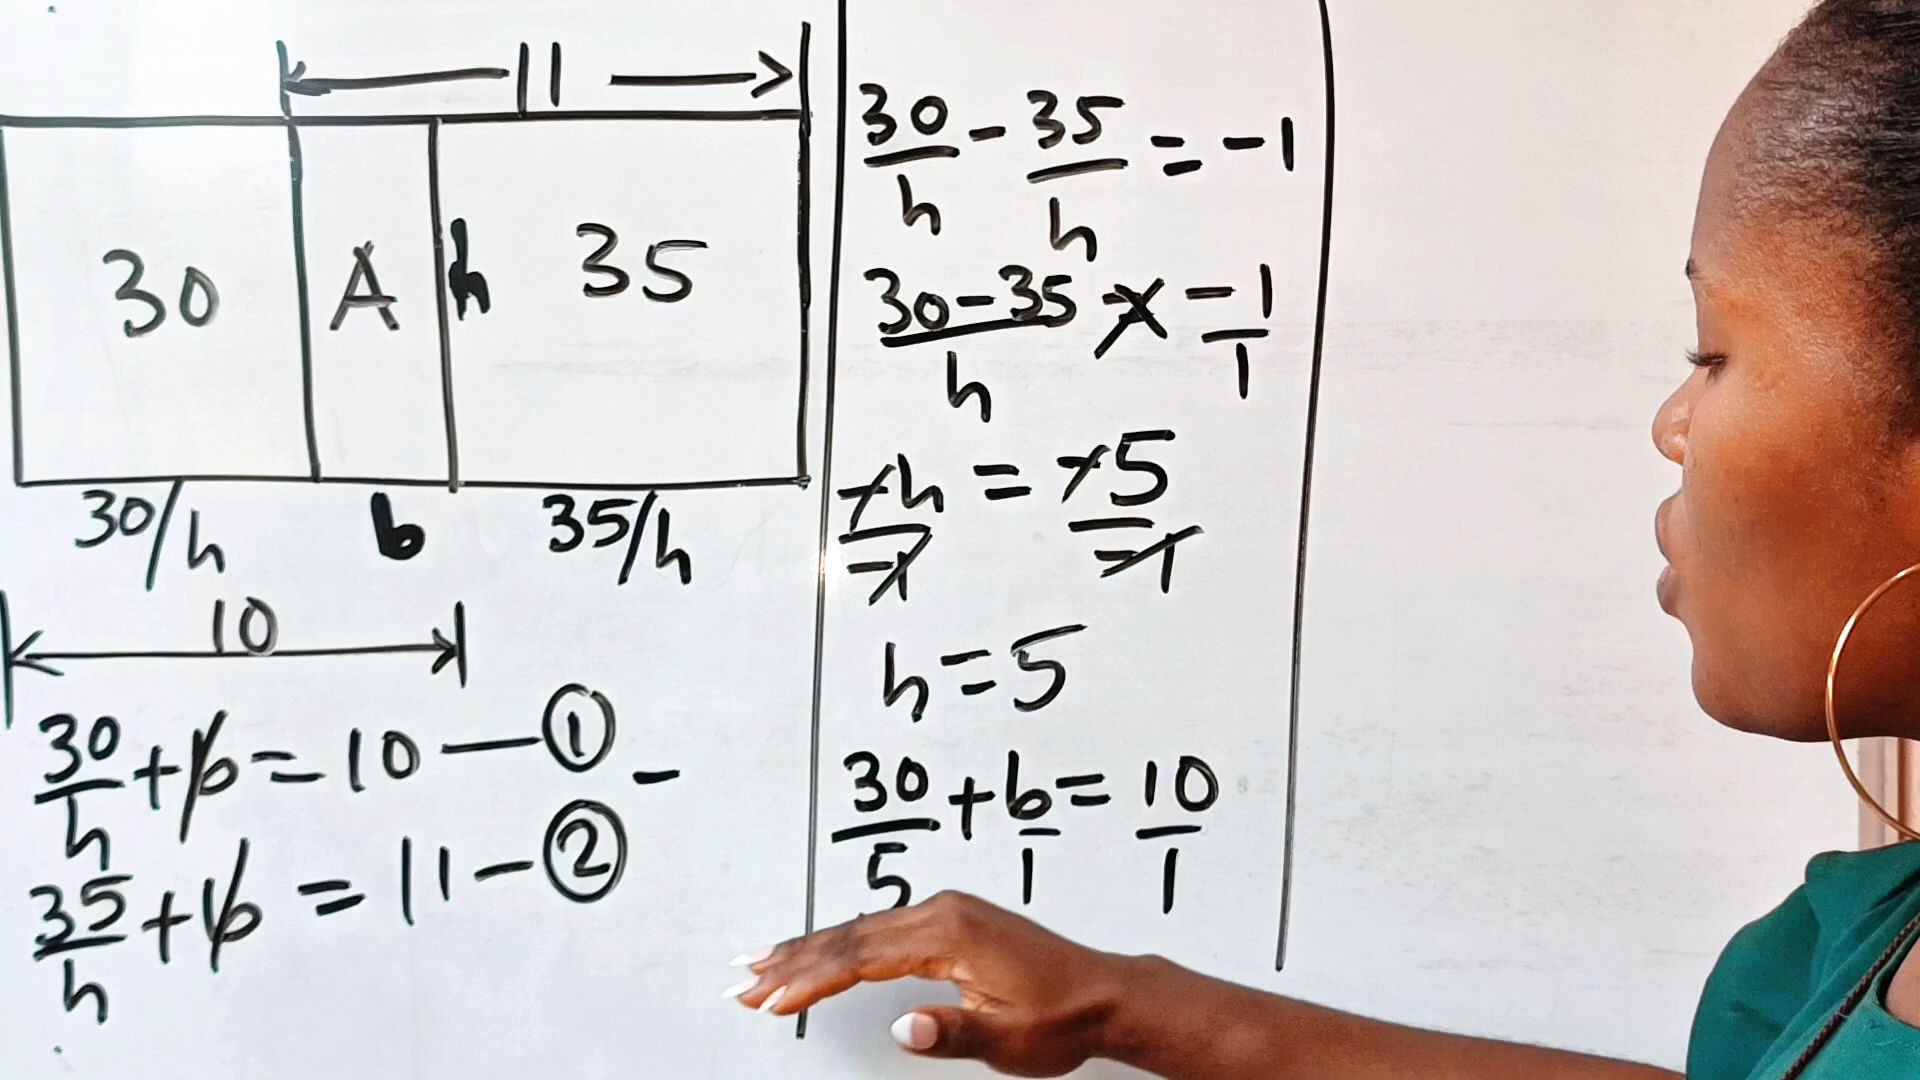 11
30 A h 35
30/h b 35/h
10
30/h + b = 10 — ① -
35/h + b = 11 - ②
30/h - 35/h = -1
30-35/h × -1/1
-h/-1 = -5/-1
h = 5
30/5 + b/1 = 10/1